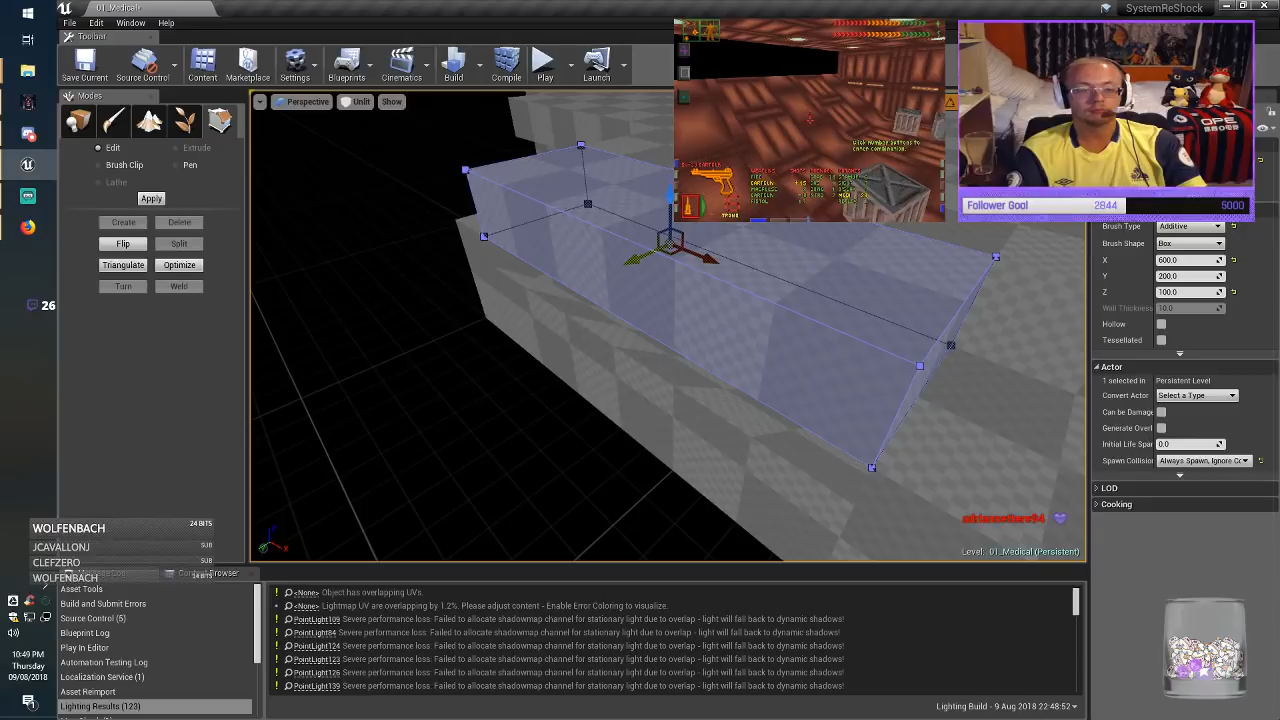 01_Medical*
SystemReShock
File
Edit
Window
Help
Toolbar
Save Current
Source Control
Content
Marketplace
Settings
Blueprints
Cinematics
Build
Compile
Play
Launch
Modes
Perspective
Unlit
Show
Edit
Extrude
Brush Clip
Pen
Lathe
Apply
Create
Delete
Flip
Split
Triangulate
Optimize
Turn
Weld
26
Follower Goal 2844 5000
Brush Type Additive
Brush Shape Box
X 600.0
Y 200.0
Z 100.0
Wall Thickness 10.0
Hollow
Tessellated
Actor
1 selected in Persistent Level
Convert Actor Select a Type
Can be Damage
Generate Overl
Initial Life Spar 0.0
Spawn Collision Always Spawn, Ignore Co
LOD
Cooking
Level: 01_Medical (Persistent)
WOLFENBACH 24 BITS
JCAVALLONJ SUB
CLEFZERO SUB
WOLFENBACH 24 BITS
Content Browser
Asset Tools
Build and Submit Errors
Source Control (5)
Blueprint Log
Play In Editor
Automation Testing Log
Localization Service (1)
Asset Reimport
Lighting Results (123)
<None> Object has overlapping UVs.
<None> Lightmap UV are overlapping by 1.2%. Please adjust content - Enable Error Coloring to visualize.
PointLight109 Severe performance loss: Failed to allocate shadowmap channel for stationary light due to overlap - light will fall back to dynamic shadows!
PointLight84 Severe performance loss: Failed to allocate shadowmap channel for stationary light due to overlap - light will fall back to dynamic shadows!
PointLight124 Severe performance loss: Failed to allocate shadowmap channel for stationary light due to overlap - light will fall back to dynamic shadows!
PointLight123 Severe performance loss: Failed to allocate shadowmap channel for stationary light due to overlap - light will fall back to dynamic shadows!
PointLight126 Severe performance loss: Failed to allocate shadowmap channel for stationary light due to overlap - light will fall back to dynamic shadows!
PointLight139 Severe performance loss: Failed to allocate shadowmap channel for stationary light due to overlap - light will fall back to dynamic shadows!
Lighting Build - 9 Aug 2018 22:48:52
10:49 PM
Thursday
09/08/2018